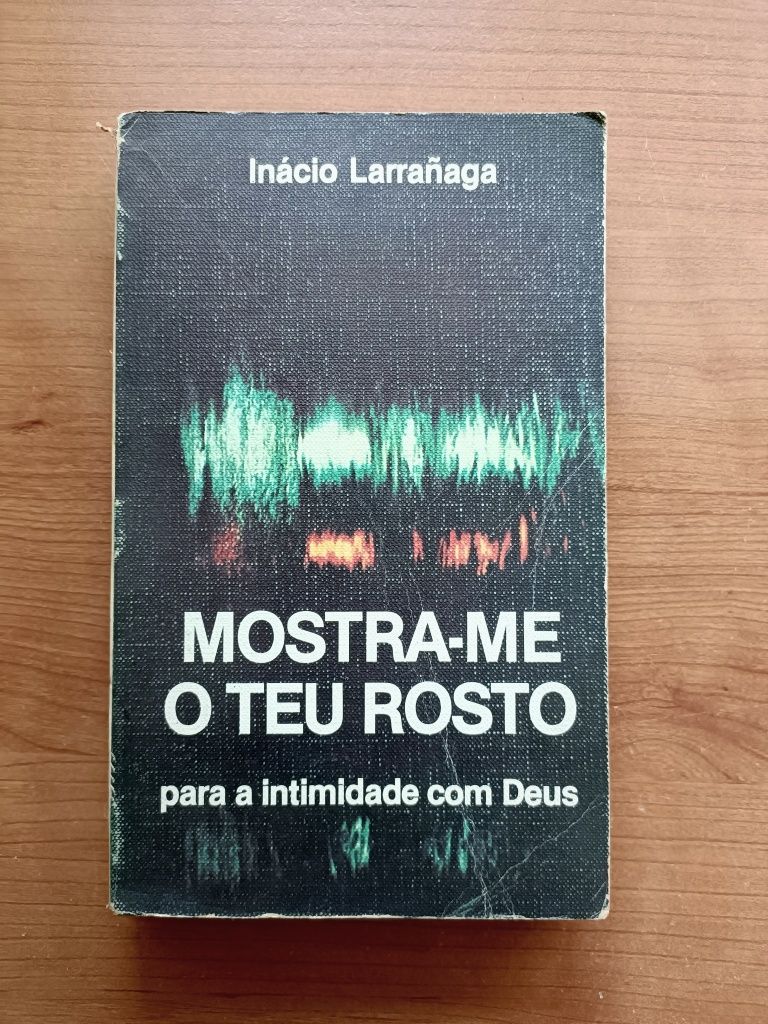 Inácio Larrañaga
MOSTRA-ME
O TEU ROSTO
para a intimidade com Deus